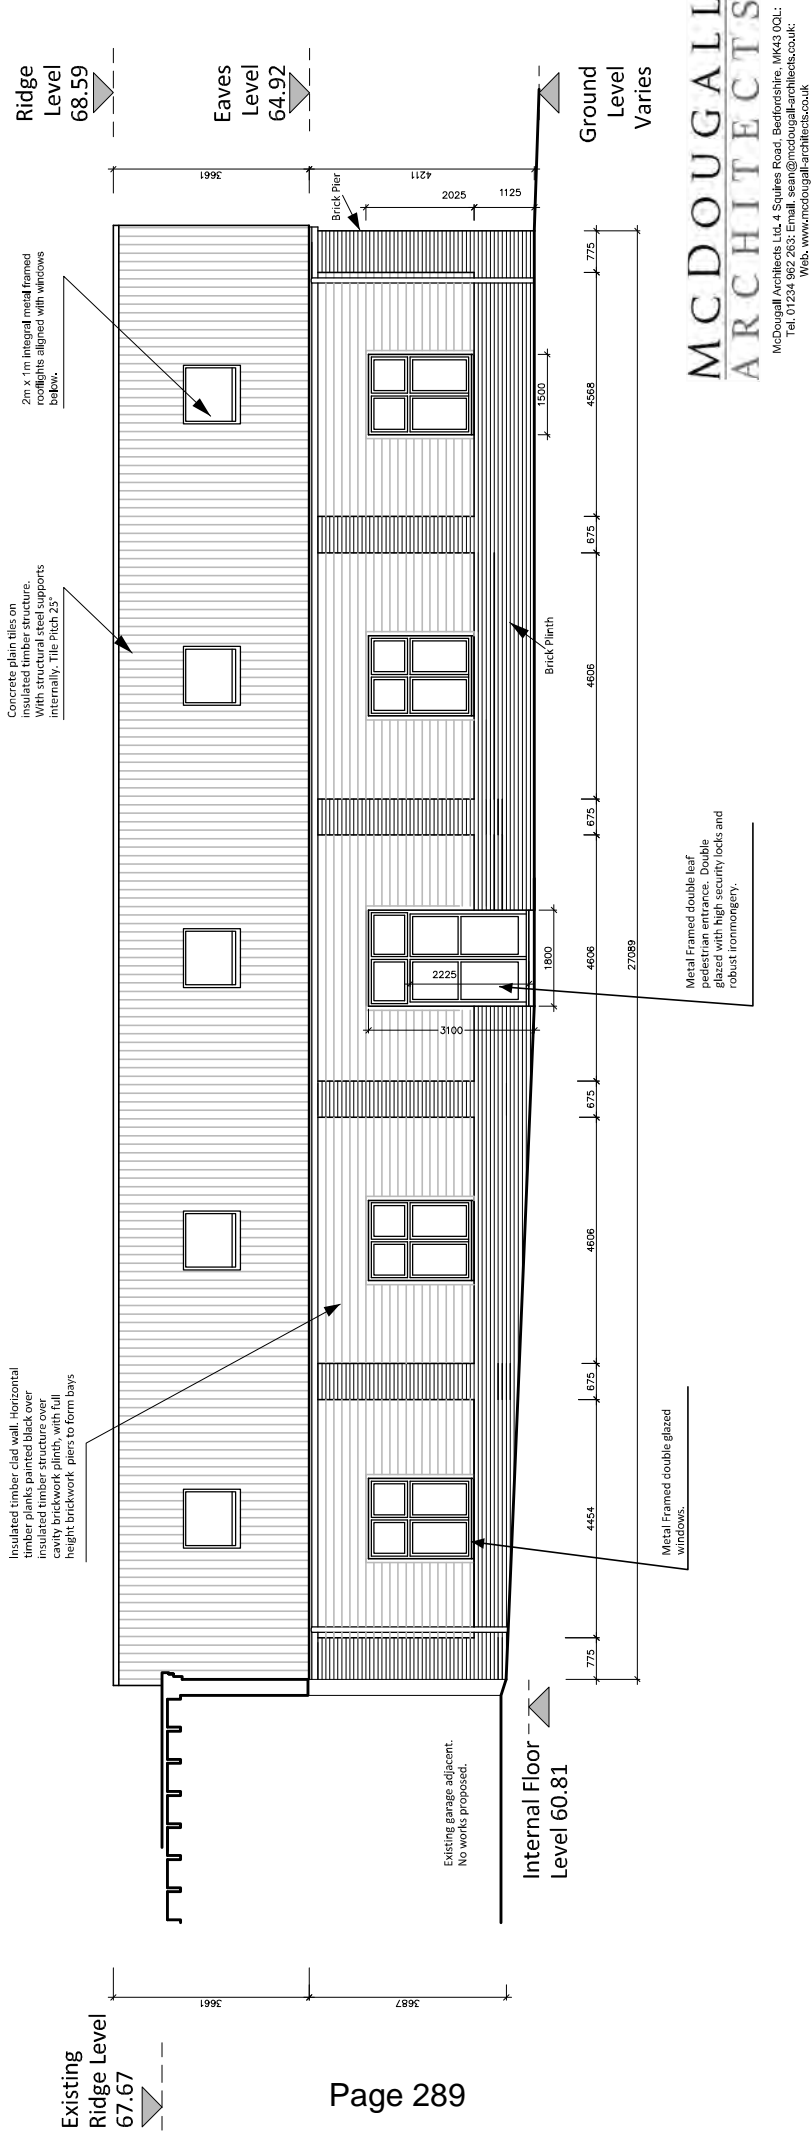 Existing
Ridge Level
67.67
3661
3687
Insulated timber clad wall. Horizontal
timber planks painted black over
insulated timber structure over
cavity brickwork plinth, with full
height brickwork piers to form bays
Concrete plain tiles on
insulated timber structure.
With structural steel supports
internally. Tile Pitch 25°
2m x 1m integral metal framed
rooflights aligned with windows
below.
Ridge
Level
68.59
Eaves
Level
64.92
3661
4211
Brick Pier
2025
1125
Ground
Level
Varies
Existing garage adjacent.
No works proposed.
Internal Floor
Level 60.81
2225
3100
1800
1500
Brick Plinth
775
4454
675
4606
675
4606
675
4606
675
4568
775
27089
Metal Framed double glazed
windows.
Metal Framed double leaf
pedestrian entrance. Double
glazed with high security locks and
robust ironmongery.
MCDOUGALL
ARCHITECTS
McDougall Architects Ltd. 4 Squires Road, Bedfordshire, MK43 0QL:
Tel. 01234 962 263: Email. sean@mcdougall-architects.co.uk:
Web. www.mcdougall-architects.co.uk
Page 289